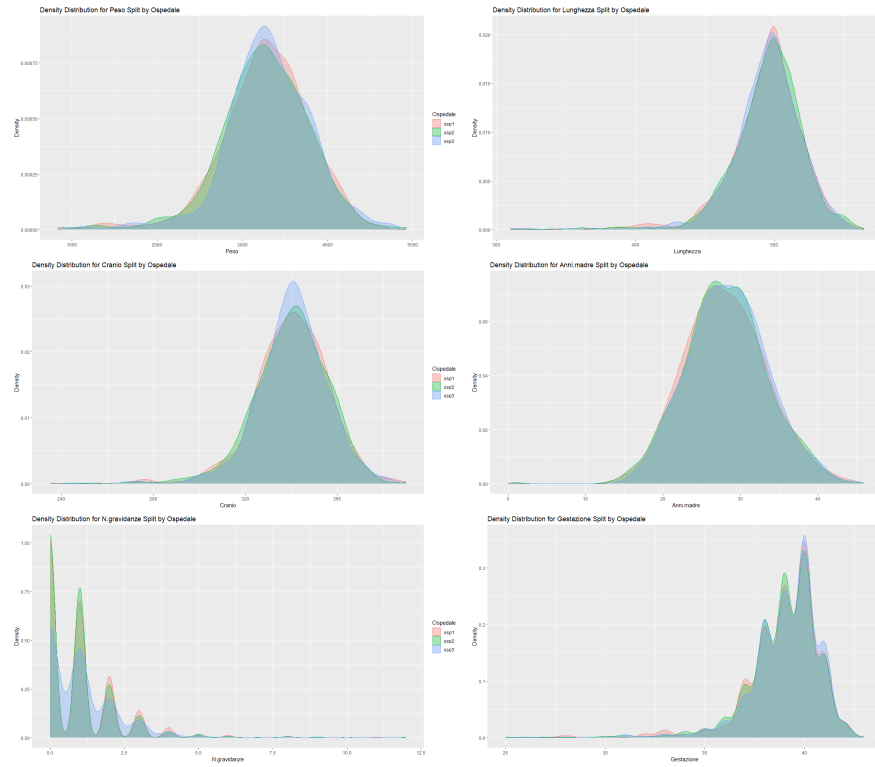 Density Distribution for Peso Split by Ospedale
Density
0.00075
0.00050
0.00025
0.00000
1000 2000 3000 4000 5000
Peso
Ospedale
osp1
osp2
osp3
Density Distribution for Lunghezza Split by Ospedale
Density
0.020
0.015
0.010
0.005
0.000
300 400 500
Lunghezza
Density Distribution for Cranio Split by Ospedale
Density
0.03
0.02
0.01
0.00
240 280 320 360
Cranio
Ospedale
osp1
osp2
osp3
Density Distribution for Anni.madre Split by Ospedale
Density
0.06
0.04
0.02
0.00
0 10 20 30 40
Anni.madre
Density Distribution for N.gravidanze Split by Ospedale
Density
1.00
0.75
0.50
0.25
0.00
0.0 2.5 5.0 7.5 10.0 12.5
N.gravidanze
Ospedale
osp1
osp2
osp3
Density Distribution for Gestazione Split by Ospedale
Density
0.3
0.2
0.1
0.0
25 30 35 40
Gestazione